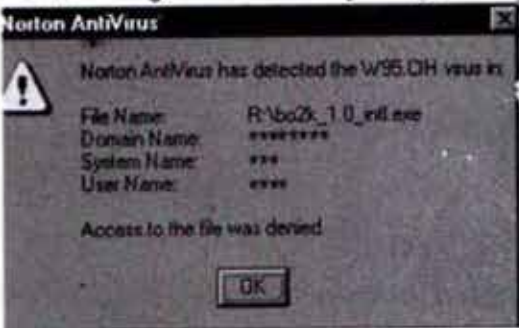 Norton AntiVirus
Norton AntiVirus has detected the W95.CIH virus in:
File Name: R:\bo2k_1.0_intl.exe
Domain Name: ********
System Name: ***
User Name: ****
Access to the file was denied
OK